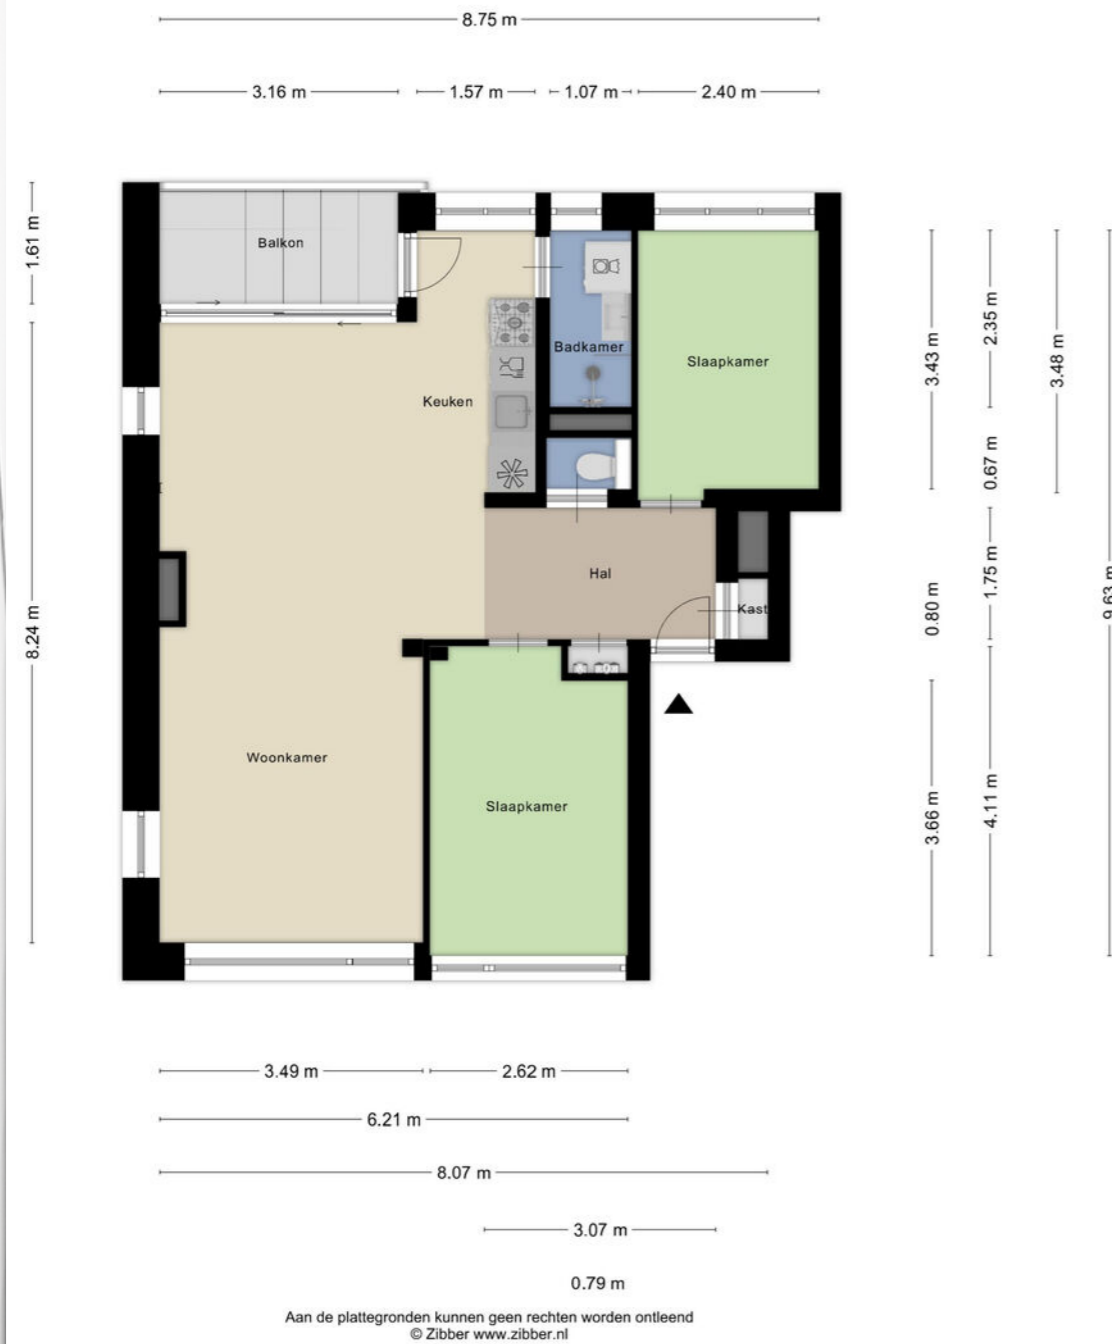 8.75 m
3.16 m
1.57 m
1.07 m
2.40 m
1.61 m
Balkon
3.43 m
2.35 m
3.48 m
Badkamer
Slaapkamer
Keuken
0.67 m
Hal
1.75 m
9.63 m
Kast
0.80 m
8.24 m
Woonkamer
Slaapkamer
3.66 m
4.11 m
3.49 m
2.62 m
6.21 m
8.07 m
3.07 m
0.79 m
Aan de plattegronden kunnen geen rechten worden ontleend
© Zibber www.zibber.nl